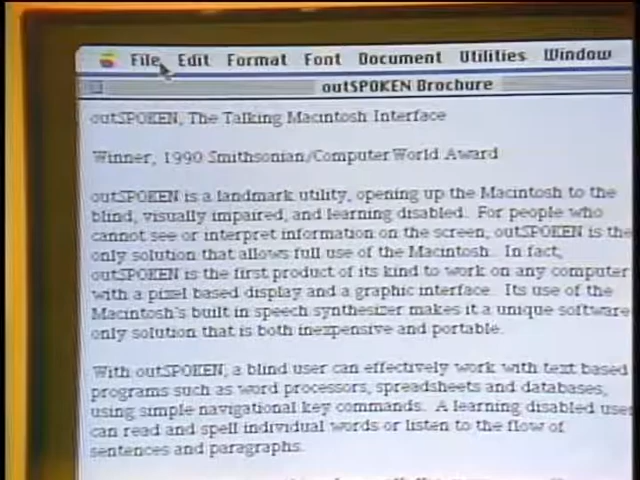 File Edit Format Font Document Utilities Window
outSPOKEN Brochure
outSPOKEN, The Talking Macintosh Interface
Winner, 1990 Smithsonian/ComputerWorld Award
outSPOKEN is a landmark utility, opening up the Macintosh to the
blind, visually impaired, and learning disabled. For people who
cannot see or interpret information on the screen, outSPOKEN is the
only solution that allows full use of the Macintosh. In fact,
outSPOKEN is the first product of its kind to work on any computer
with a pixel based display and a graphic interface. Its use of the
Macintosh's built in speech synthesizer makes it a unique software
only solution that is both inexpensive and portable.
With outSPOKEN, a blind user can effectively work with text based
programs such as word processors, spreadsheets and databases,
using simple navigational key commands. A learning disabled user
can read and spell individual words or listen to the flow of
sentences and paragraphs.